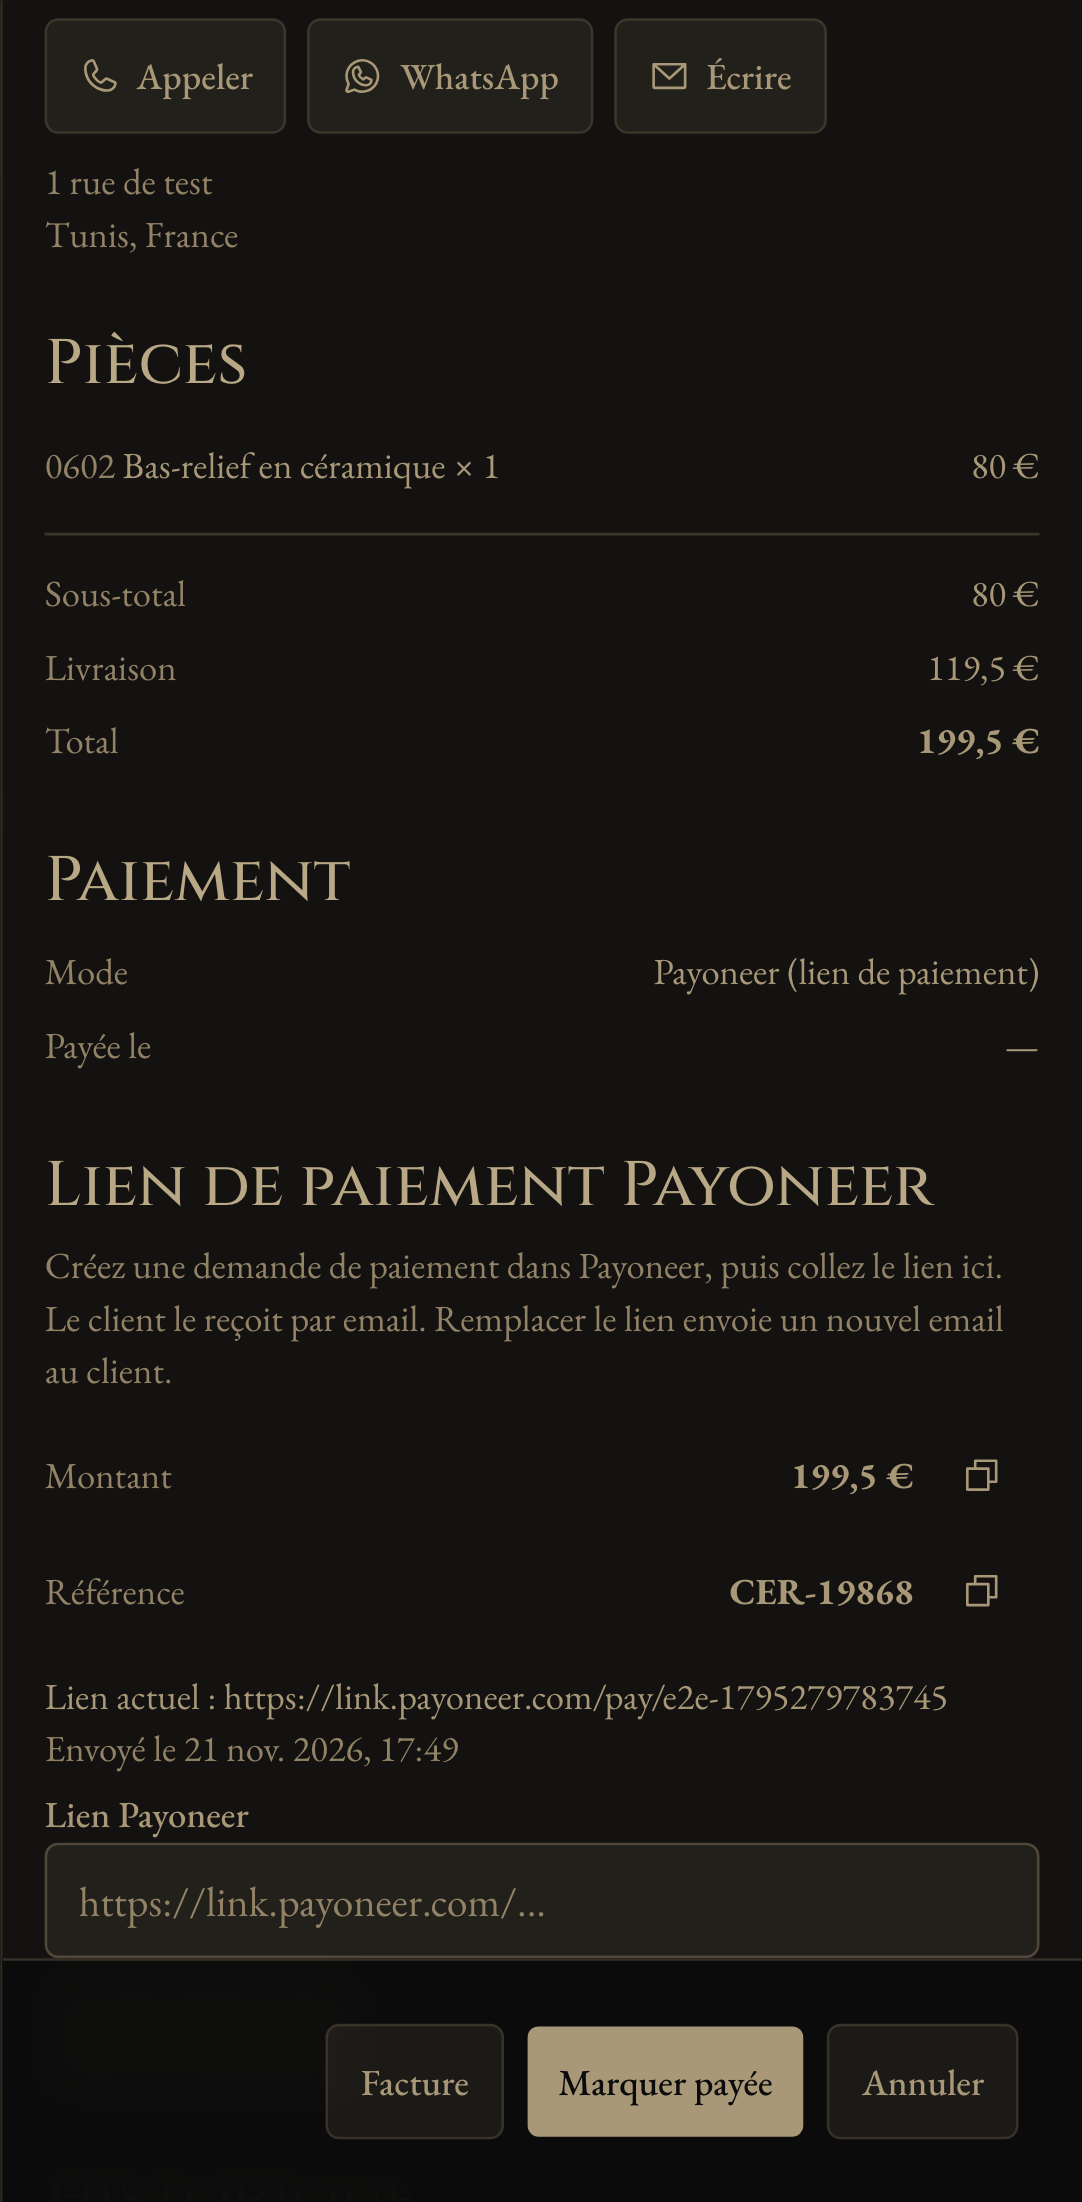 Appeler
WhatsApp
Écrire
1 rue de test
Tunis, France
Pièces
0602 Bas-relief en céramique × 1 80 €
Sous-total 80 €
Livraison 119,5 €
Total 199,5 €
Paiement
Mode Payoneer (lien de paiement)
Payée le —
Lien de paiement Payoneer
Créez une demande de paiement dans Payoneer, puis collez le lien ici.
Le client le reçoit par email. Remplacer le lien envoie un nouvel email
au client.
Montant 199,5 €
Référence CER-19868
Lien actuel : https://link.payoneer.com/pay/e2e-1795279783745
Envoyé le 21 nov. 2026, 17:49
Lien Payoneer
https://link.payoneer.com/...
Facture
Marquer payée
Annuler